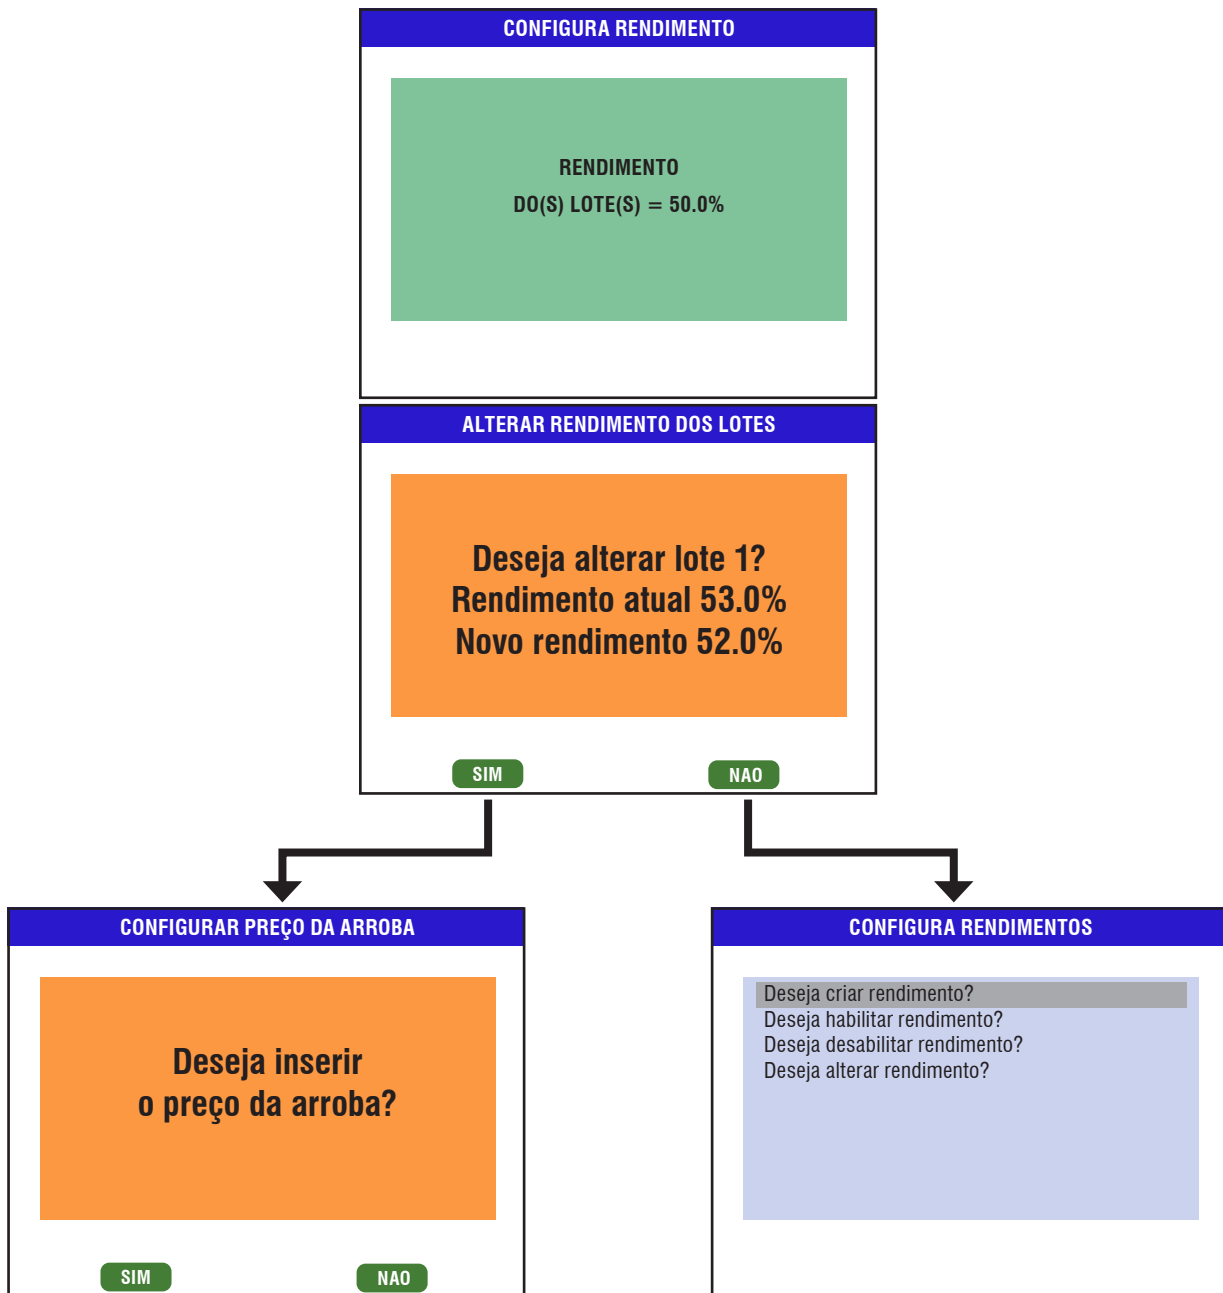 CONFIGURA RENDIMENTO
RENDIMENTO
DO(S) LOTE(S) = 50.0%
ALTERAR RENDIMENTO DOS LOTES
Deseja alterar lote 1?
Rendimento atual 53.0%
Novo rendimento 52.0%
SIM
NAO
CONFIGURAR PREÇO DA ARROBA
Deseja inserir
o preço da arroba?
SIM
NAO
CONFIGURA RENDIMENTOS
Deseja criar rendimento?
Deseja habilitar rendimento?
Deseja desabilitar rendimento?
Deseja alterar rendimento?